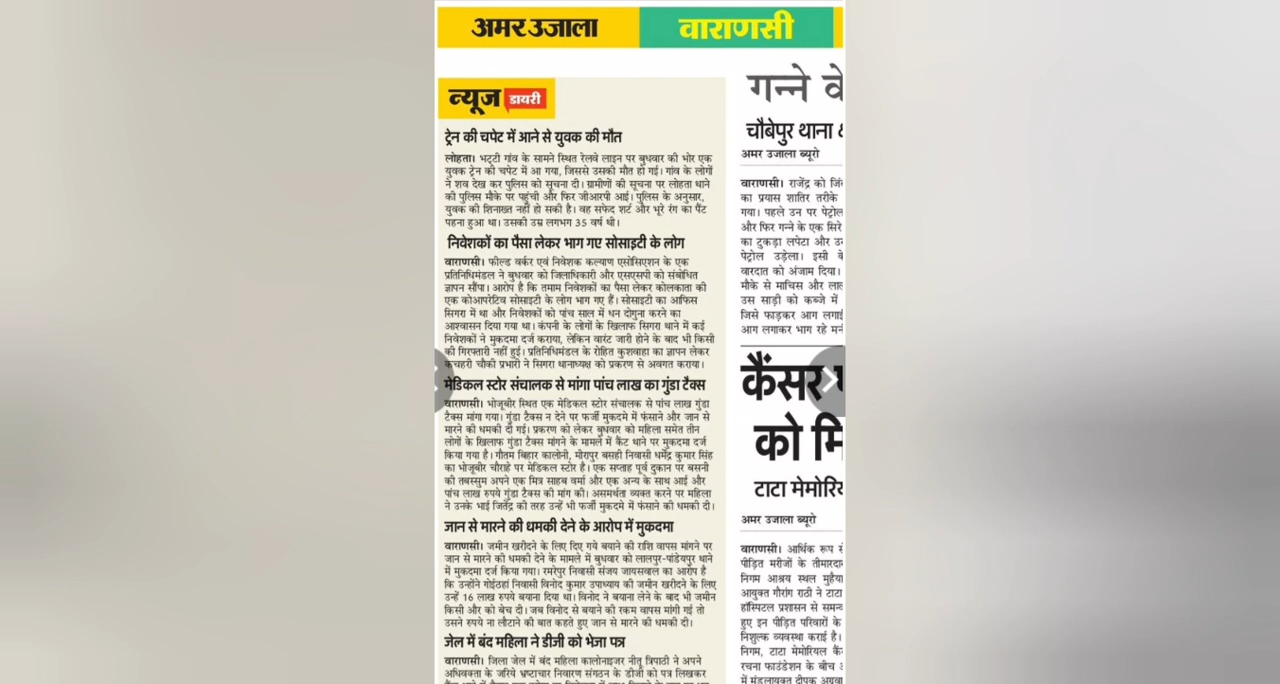 अमर उजाला
वाराणसी
न्यूज डायरी
ट्रेन की चपेट में आने से युवक की मौत
लोहता। भट्टी गांव के सामने स्थित रेलवे लाइन पर बुधवार की भोर एक
युवक ट्रेन की चपेट में आ गया, जिससे उसकी मौत हो गई। गांव के लोगों
ने शव देख कर पुलिस को सूचना दी। ग्रामीणों की सूचना पर लोहता थाने
की पुलिस मौके पर पहुंची और फिर जीआरपी आई। पुलिस के अनुसार,
युवक की शिनाख्त नहीं हो सकी है। वह सफेद शर्ट और भूरे रंग का पैंट
पहना हुआ था। उसकी उम्र लगभग 35 वर्ष थी।
निवेशकों का पैसा लेकर भाग गए सोसाइटी के लोग
वाराणसी। फील्ड वर्कर एवं निवेशक कल्याण एसोसिएशन के एक
प्रतिनिधिमंडल ने बुधवार को जिलाधिकारी और एसएसपी को संबोधित
ज्ञापन सौंपा। आरोप है कि तमाम निवेशकों का पैसा लेकर कोलकाता की
एक कोआपरेटिव सोसाइटी के लोग भाग गए हैं। सोसाइटी का आफिस
सिगरा में था और निवेशकों को पांच साल में धन दोगुना करने का
आश्वासन दिया गया था। कंपनी के लोगों के खिलाफ सिगरा थाने में कई
निवेशकों ने मुकदमा दर्ज कराया, लेकिन वारंट जारी होने के बाद भी किसी
की गिरफ्तारी नहीं हुई। प्रतिनिधिमंडल के रोहित कुशवाहा का ज्ञापन लेकर
कचहरी चौकी प्रभारी ने सिगरा थानाध्यक्ष को प्रकरण से अवगत कराया।
मेडिकल स्टोर संचालक से मांगा पांच लाख का गुंडा टैक्स
वाराणसी। भोजूबीर स्थित एक मेडिकल स्टोर संचालक से पांच लाख गुंडा
टैक्स मांगा गया। गुंडा टैक्स न देने पर फर्जी मुकदमे में फंसाने और जान से
मारने की धमकी दी गई। प्रकरण को लेकर बुधवार को महिला समेत तीन
लोगों के खिलाफ गुंडा टैक्स मांगने के मामले में कैंट थाने पर मुकदमा दर्ज
किया गया है। गौतम बिहार कालोनी, मीरापुर बसही निवासी धर्मेंद्र कुमार सिंह
का भोजूबीर चौराहे पर मेडिकल स्टोर है। एक सप्ताह पूर्व दुकान पर बसनी
की तबस्सुम अपने एक मित्र साहब वर्मा और एक अन्य के साथ आई और
पांच लाख रुपये गुंडा टैक्स की मांग की। असमर्थता व्यक्त करने पर महिला
ने उनके भाई जितेंद्र को तरह उन्हें भी फर्जी मुकदमे में फंसाने की धमकी दी।
जान से मारने की धमकी देने के आरोप में मुकदमा
वाराणसी। जमीन खरीदने के लिए दिए गये बयाने की राशि वापस मांगने पर
जान से मारने की धमकी देने के मामले में बुधवार को लालपुर-पांडेयपुर थाने
में मुकदमा दर्ज किया गया। रमरेपुर निवासी संजय जायसवाल का आरोप है
कि उन्होंने गोईठहां निवासी विनोद कुमार उपाध्याय की जमीन खरीदने के लिए
उन्हें 16 लाख रुपये बयाना दिया था। विनोद ने बयाना लेने के बाद भी जमीन
किसी और को बेच दी। जब विनोद से बयाने की रकम वापस मांगी गई तो
उसने रुपये ना लौटाने की बात कहते हुए जान से मारने की धमकी दी।
जेल में बंद महिला ने डीजी को भेजा पत्र
वाराणसी। जिला जेल में बंद महिला कालोनाइजर नीतू त्रिपाठी ने अपने
अधिवक्ता के जरिये भ्रष्टाचार निवारण संगठन के डीजी को पत्र लिखकर
गन्ने
चौबेपुर थाना
अमर उजाला ब्यूरो
वाराणसी। राजेंद्र को
का प्रयास शातिर तरीके
गया। पहले उन पर
और फिर गन्ने के एक सिरे
का टुकड़ा लपेटा और
पेट्रोल उड़ेला। इसी
वारदात को अंजाम दिया।
मौके से माचिस और
उस साड़ी को कब्जे में
जिसे फाड़कर आग
आग लगाकर भाग रहे
कैंसर
को
टाटा
अमर उजाला ब्यूरो
वाराणसी। आर्थिक रूप
पीड़ित मरीजों के
निगम आश्रय स्थल
आयुक्त गौरांग राठी ने टाटा
हॉस्पिटल प्रशासन से
हुए इन पीड़ित परिवारों के
निशुल्क व्यवस्था कराई है।
निगम, टाटा मेमोरियल
रचना फाउंडेशन के बीच
में मंडलायुक्त दीपक